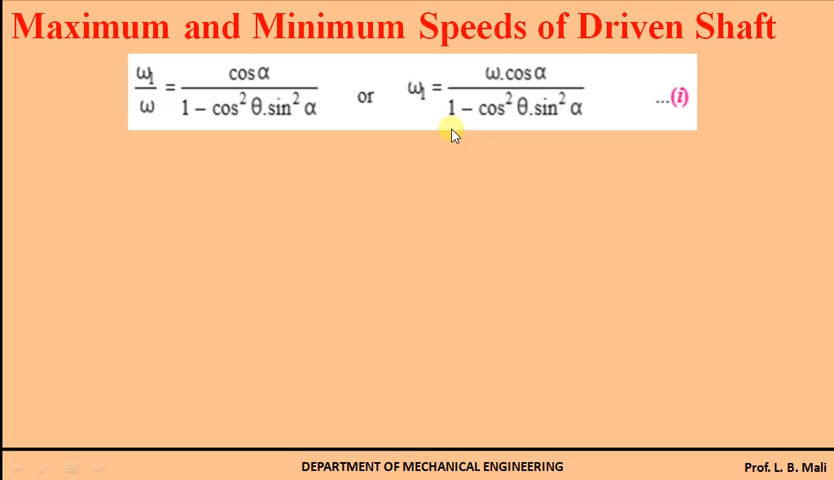 Maximum and Minimum Speeds of Driven Shaft
ω₁/ω = cos α / (1 – cos² θ.sin² α) or ω₁ = ω.cos α / (1 – cos² θ.sin² α) ...(i)
DEPARTMENT OF MECHANICAL ENGINEERING
Prof. L. B. Mali